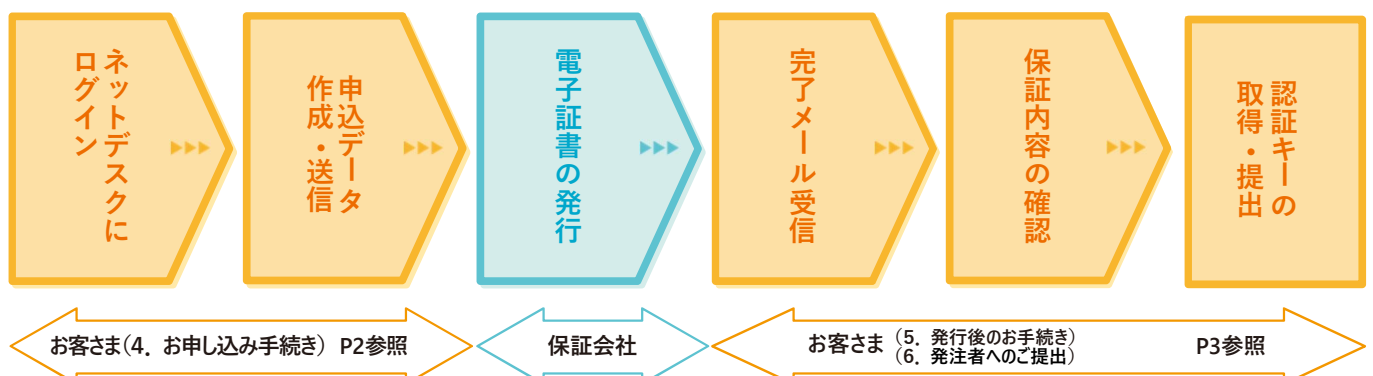 ネットデスクに
ログイン
申込データ
作成・送信
電子証書の発行
完了メール受信
保証内容の確認
認証キーの
取得・提出
お客さま（4．お申し込み手続き） P2参照
保証会社
お客さま
（5．発行後のお手続き）
（6．発注者へのご提出）
P3参照